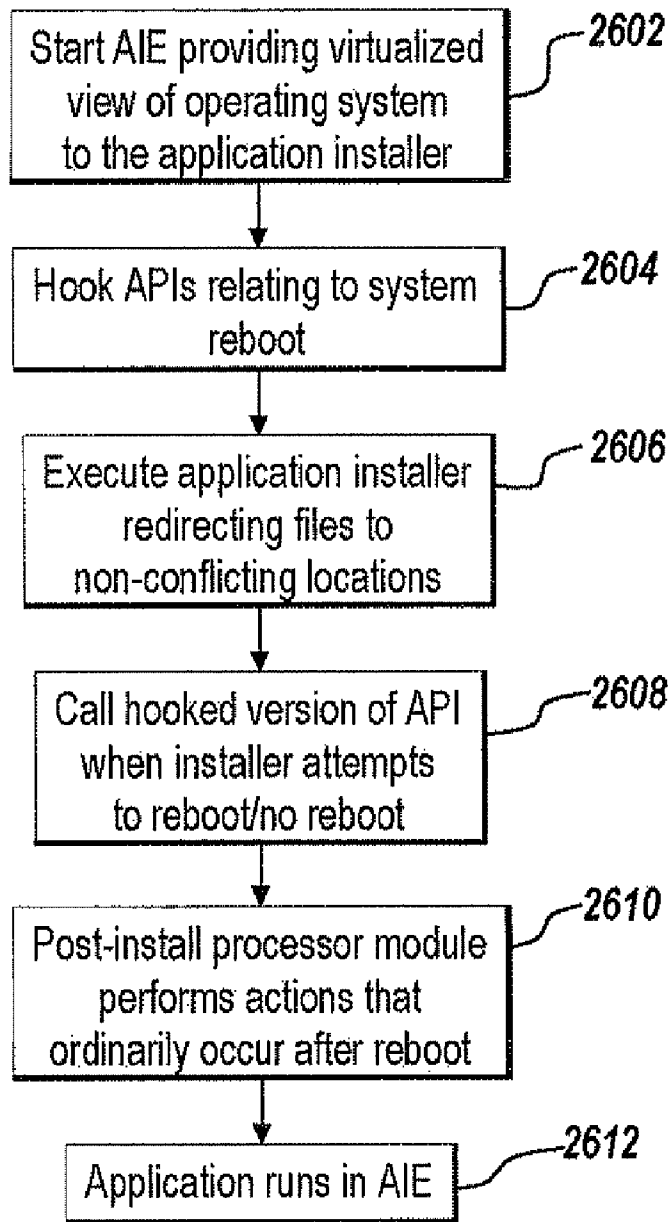 Start AIE providing virtualized
view of operating system
to the application installer
2602
Hook APIs relating to system
reboot
2604
Execute application installer
redirecting files to
non-conflicting locations
2606
Call hooked version of API
when installer attempts
to reboot/no reboot
2608
Post-install processor module
performs actions that
ordinarily occur after reboot
2610
Application runs in AIE
2612